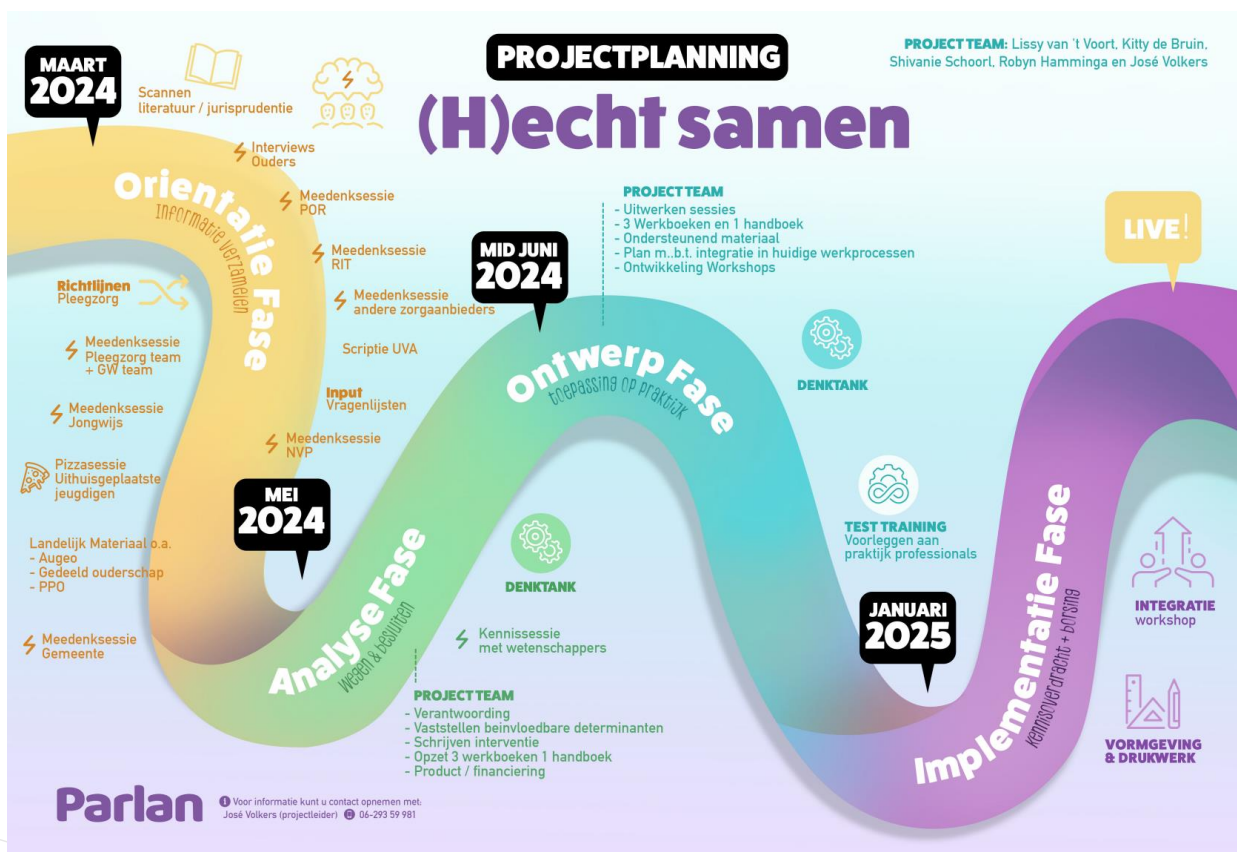 PROJECTPLANNING
(H)echt samen
PROJECT TEAM: Lissy van 't Voort, Kitty de Bruin,
Shivanie Schoorl, Robyn Hamminga en José Volkers
MAART
2024
Scannen
literatuur / jurisprudentie
Interviews
Ouders
Meedenksessie
POR
Meedenksessie
RIT
Meedenksessie
andere zorgaanbieders
Scriptie UVA
Input
Vragenlijsten
Meedenksessie
NVP
Oriëntatie Fase
Informatie verzamelen
Richtlijnen
Pleegzorg
Meedenksessie
Pleegzorg team
+ GW team
Meedenksessie
Jongwijs
Pizzasessie
Uithuisgeplaatste
jeugdigen
Landelijk Materiaal o.a.
- Augeo
- Gedeeld ouderschap
- PPO
Meedenksessie
Gemeente
MEI
2024
Analyse Fase
Wegen & besluiten
DENKTANK
Kennissessie
met wetenschappers
PROJECT TEAM
- Verantwoording
- Vaststellen beinvloedbare determinanten
- Schrijven interventie
- Opzet 3 werkboeken 1 handboek
- Product / financiering
MID JUNI
2024
PROJECT TEAM
- Uitwerken sessies
- 3 Werkboeken en 1 handboek
- Ondersteunend materiaal
- Plan m..b.t. integratie in huidige werkprocessen
- Ontwikkeling Workshops
Ontwerp Fase
toepassing op praktijk
DENKTANK
TEST TRAINING
Voorleggen aan
praktijk professionals
JANUARI
2025
Implementatie Fase
kennisoverdracht + borging
LIVE!
INTEGRATIE
workshop
VORMGEVING
& DRUKWERK
Parlan
Voor informatie kunt u contact opnemen met:
José Volkers (projectleider) 06-293 59 981